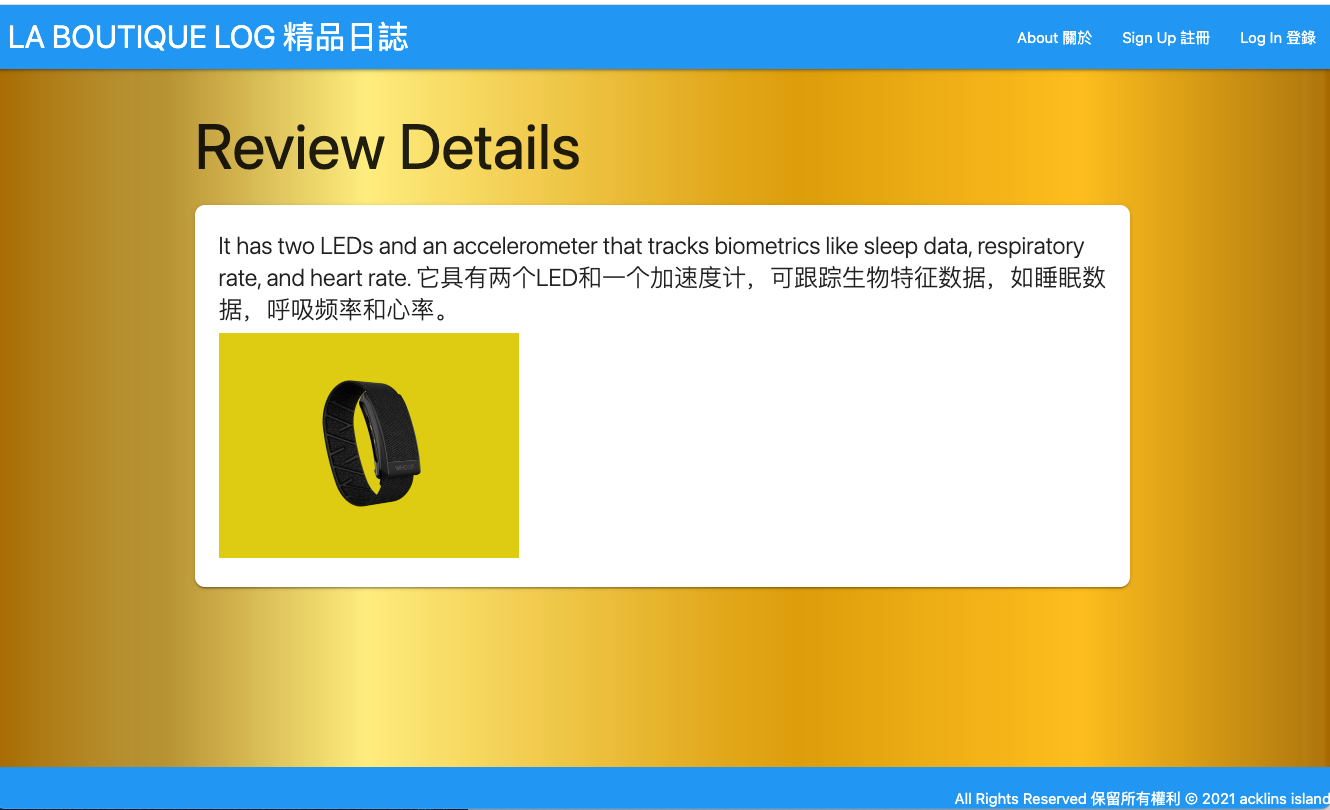 LA BOUTIQUE LOG 精品日誌
About 關於 Sign Up 註冊 Log In 登錄
Review Details
It has two LEDs and an accelerometer that tracks biometrics like sleep data, respiratory
rate, and heart rate. 它具有两个LED和一个加速度计，可跟踪生物特征数据，如睡眠数
据，呼吸频率和心率。
WHOOP
All Rights Reserved 保留所有權利 © 2021 acklins island